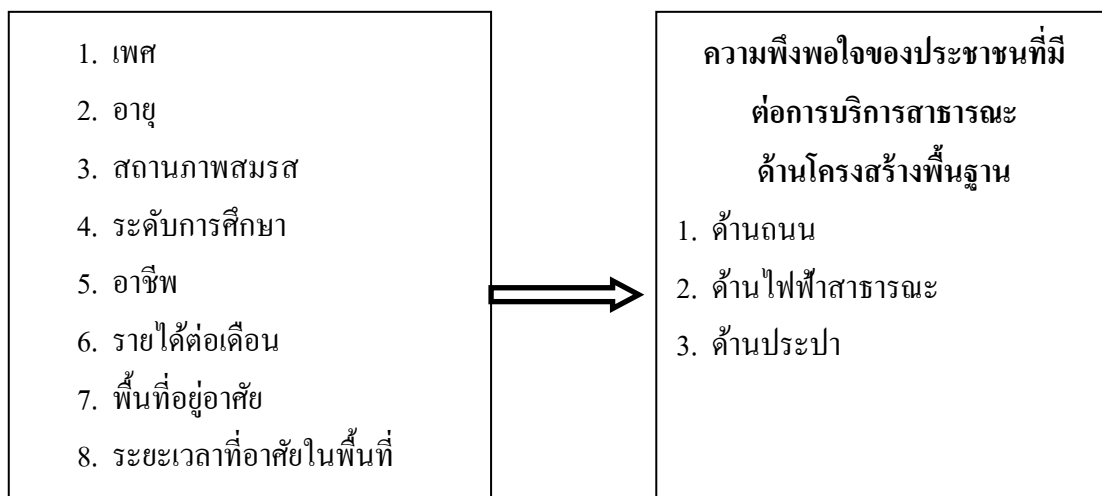 1. เพศ
2. อายุ
3. สถานภาพสมรส
4. ระดับการศึกษา
5. อาชีพ
6. รายได้ต่อเดือน
7. พื้นที่อยู่อาศัย
8. ระยะเวลาที่อาศัยในพื้นที่
ความพึงพอใจของประชาชนที่มี
ต่อการบริการสาธารณะ
ด้านโครงสร้างพื้นฐาน
1. ด้านถนน
2. ด้านไฟฟ้าสาธารณะ
3. ด้านประปา